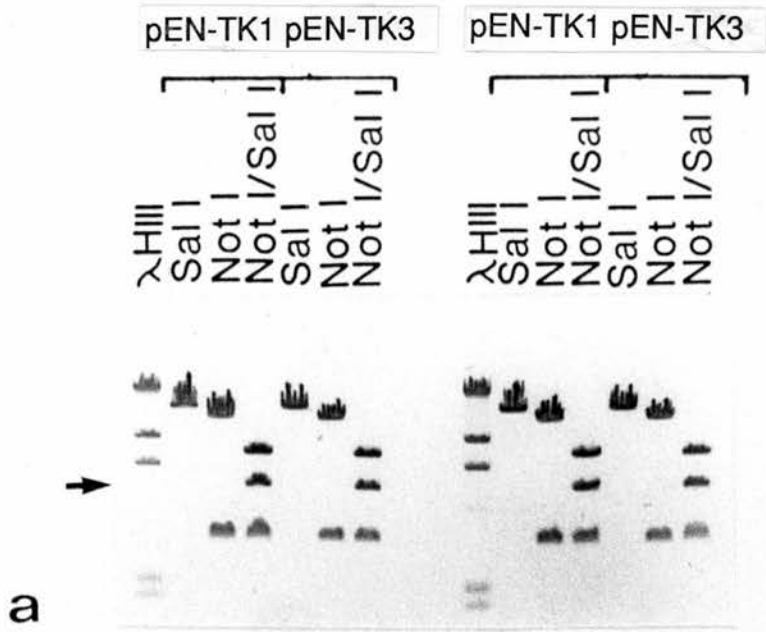 pEN-TK1 pEN-TK3
pEN-TK1 pEN-TK3
λHIII
Sal I
Not I
Not I/Sal I
Sal I
Not I
Not I/Sal I
λHIII
Sal I
Not I
Not I/Sal I
Sal I
Not I
Not I/Sal I
a